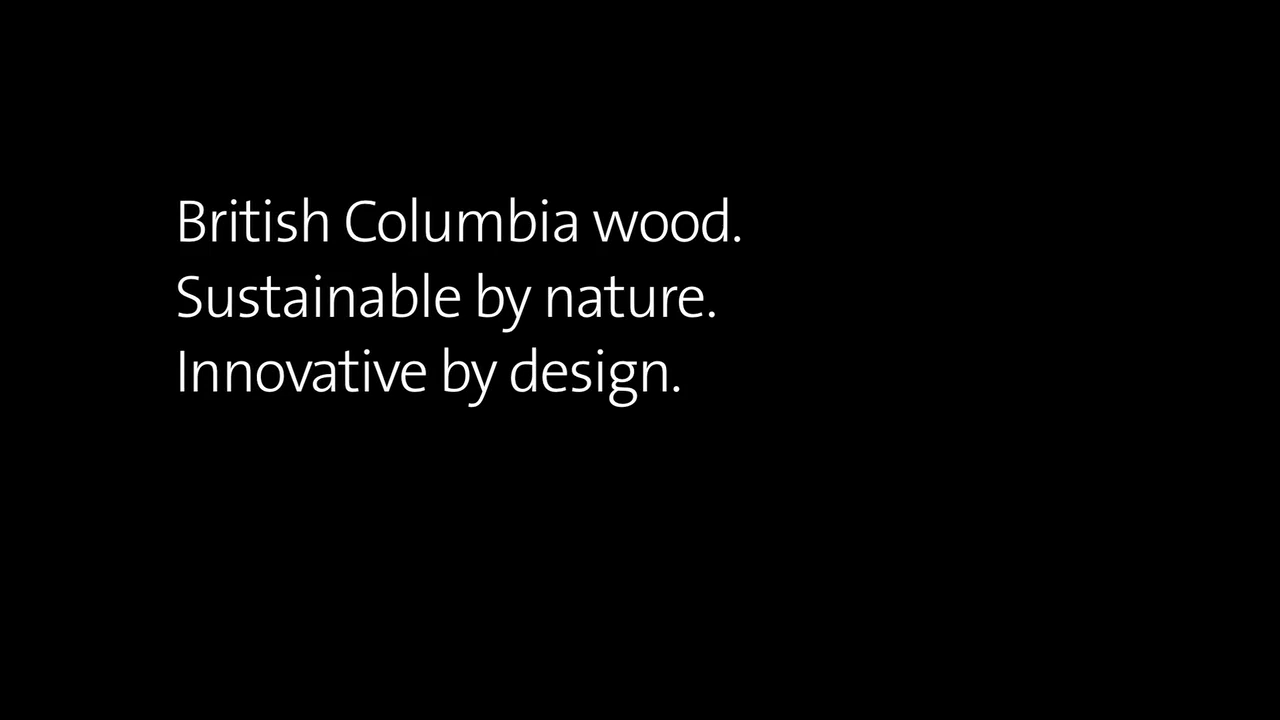 British Columbia wood.
Sustainable by nature.
Innovative by design.